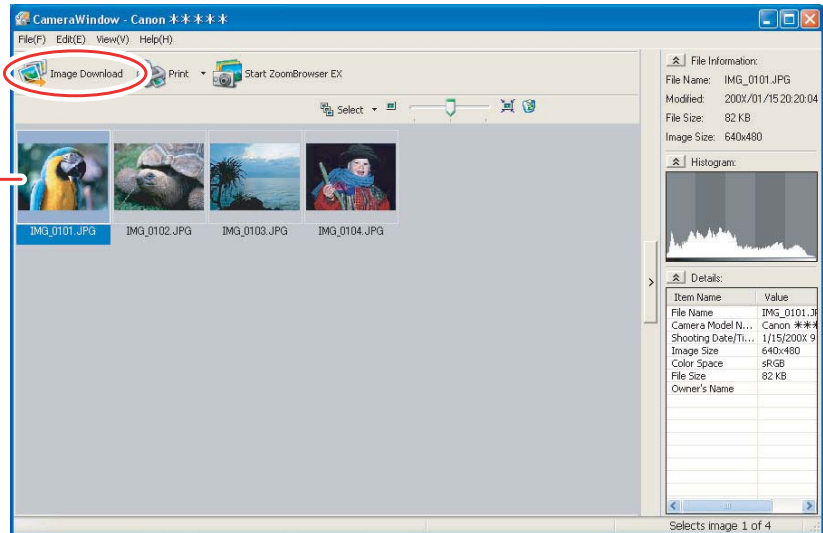 CameraWindow - Canon *****
File(F) Edit(E) View(V) Help(H)
Image Download Print Start ZoomBrowser EX
Select
IMG_0101.JPG IMG_0102.JPG IMG_0103.JPG IMG_0104.JPG
File Information:
File Name: IMG_0101.JPG
Modified: 200X/01/15 20:20:04
File Size: 82 KB
Image Size: 640x480
Histogram:
Details:
Item Name Value
File Name IMG_0101.JP
Camera Model N... Canon ***
Shooting Date/Ti... 1/15/200X 9
Image Size 640x480
Color Space sRGB
File Size 82 KB
Owner's Name
Selects image 1 of 4